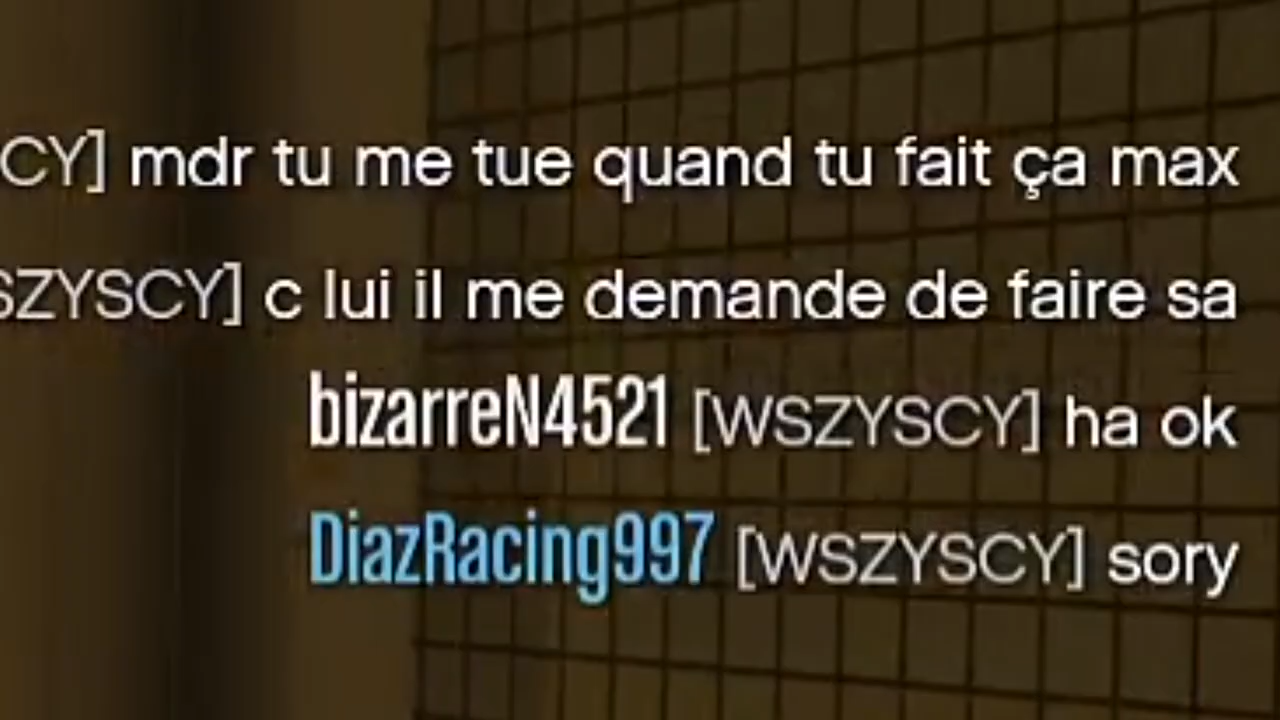 CY] mdr tu me tue quand tu fait ça max
SZYSCY] c lui il me demande de faire sa
bizarreN4521 [WSZYSCY] ha ok
DiazRacing997 [WSZYSCY] sory